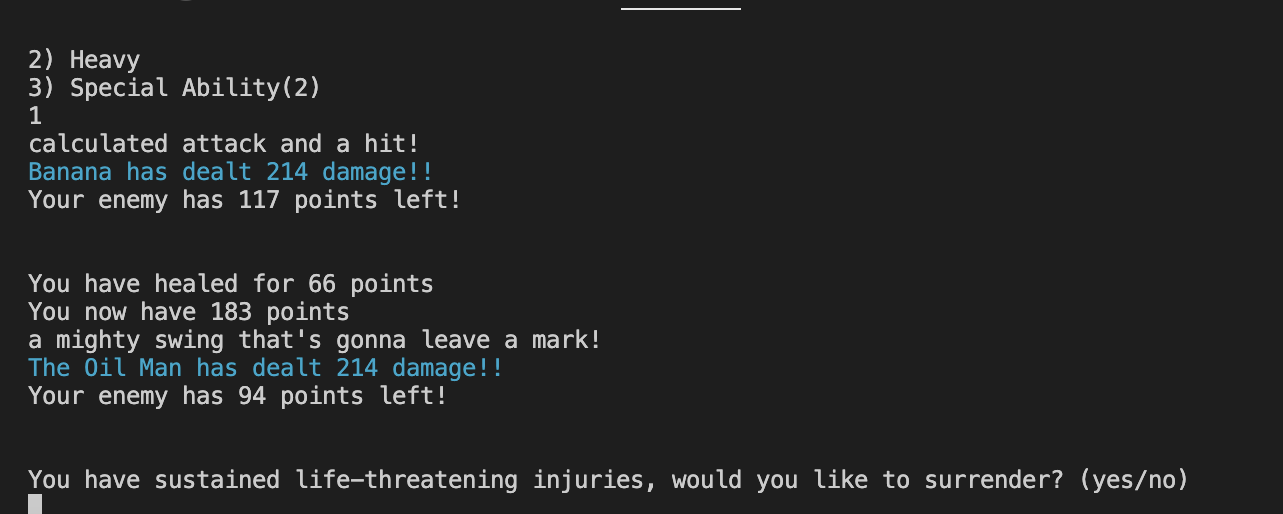 2) Heavy
3) Special Ability(2)
1
calculated attack and a hit!
Banana has dealt 214 damage!!
Your enemy has 117 points left!
You have healed for 66 points
You now have 183 points
a mighty swing that's gonna leave a mark!
The Oil Man has dealt 214 damage!!
Your enemy has 94 points left!
You have sustained life-threatening injuries, would you like to surrender? (yes/no)